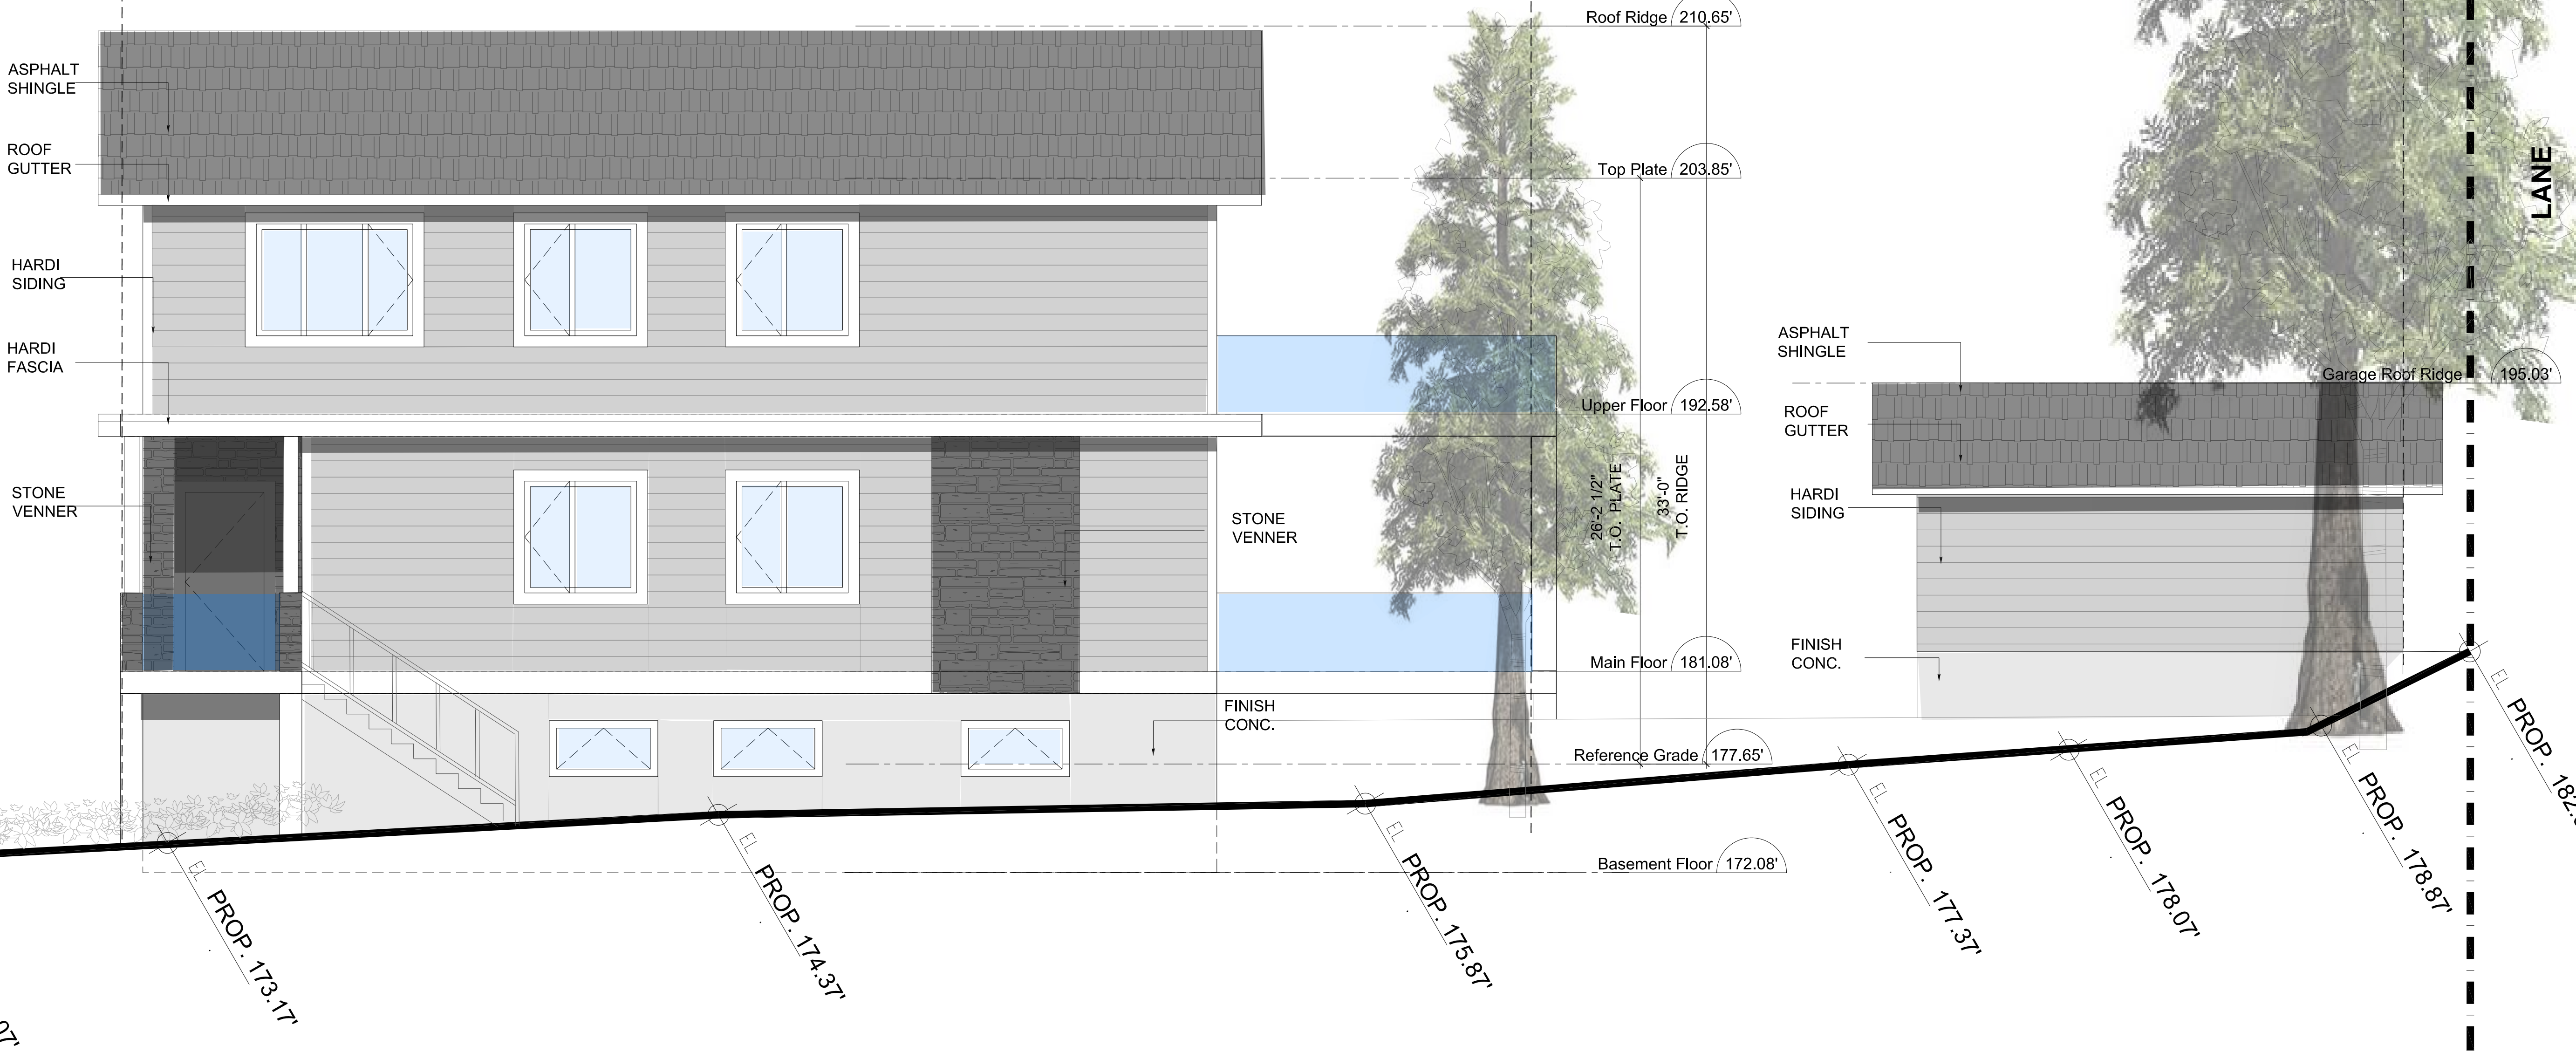 Roof Ridge 210.65'
ASPHALT
SHINGLE
ROOF
GUTTER
Top Plate 203.85'
LANE
HARDI
SIDING
HARDI
FASCIA
ASPHALT
SHINGLE
Garage Roof Ridge 195.03'
Upper Floor 192.58'
ROOF
GUTTER
STONE
VENNER
STONE
VENNER
26'-2 1/2"
T.O. PLATE
33'-0"
T.O. RIDGE
HARDI
SIDING
Main Floor 181.08'
FINISH
CONC.
FINISH
CONC.
Reference Grade 177.65'
Basement Floor 172.08'
EL PROP. 173.17'
EL PROP. 174.37'
EL PROP. 175.87'
EL PROP. 177.37'
EL PROP. 178.07'
EL PROP. 178.87'
EL PROP.